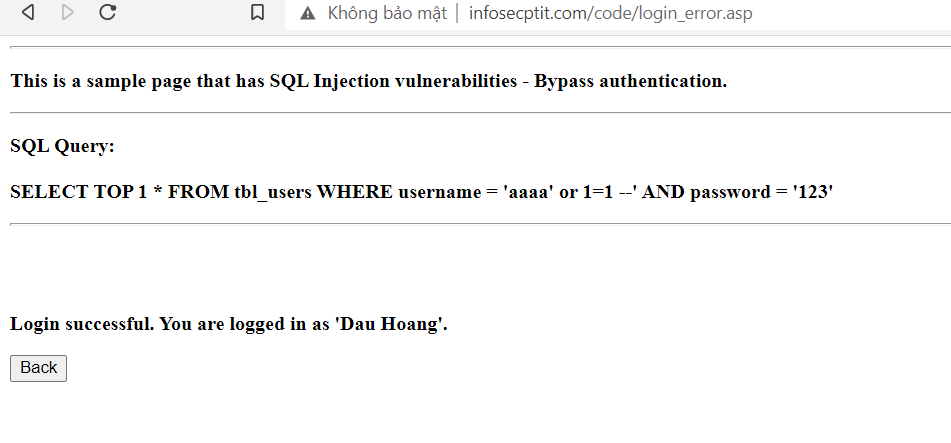 Không bảo mật | infosecptit.com/code/login_error.asp
This is a sample page that has SQL Injection vulnerabilities - Bypass authentication.
SQL Query:
SELECT TOP 1 * FROM tbl_users WHERE username = 'aaaa' or 1=1 --' AND password = '123'
Login successful. You are logged in as 'Dau Hoang'.
Back